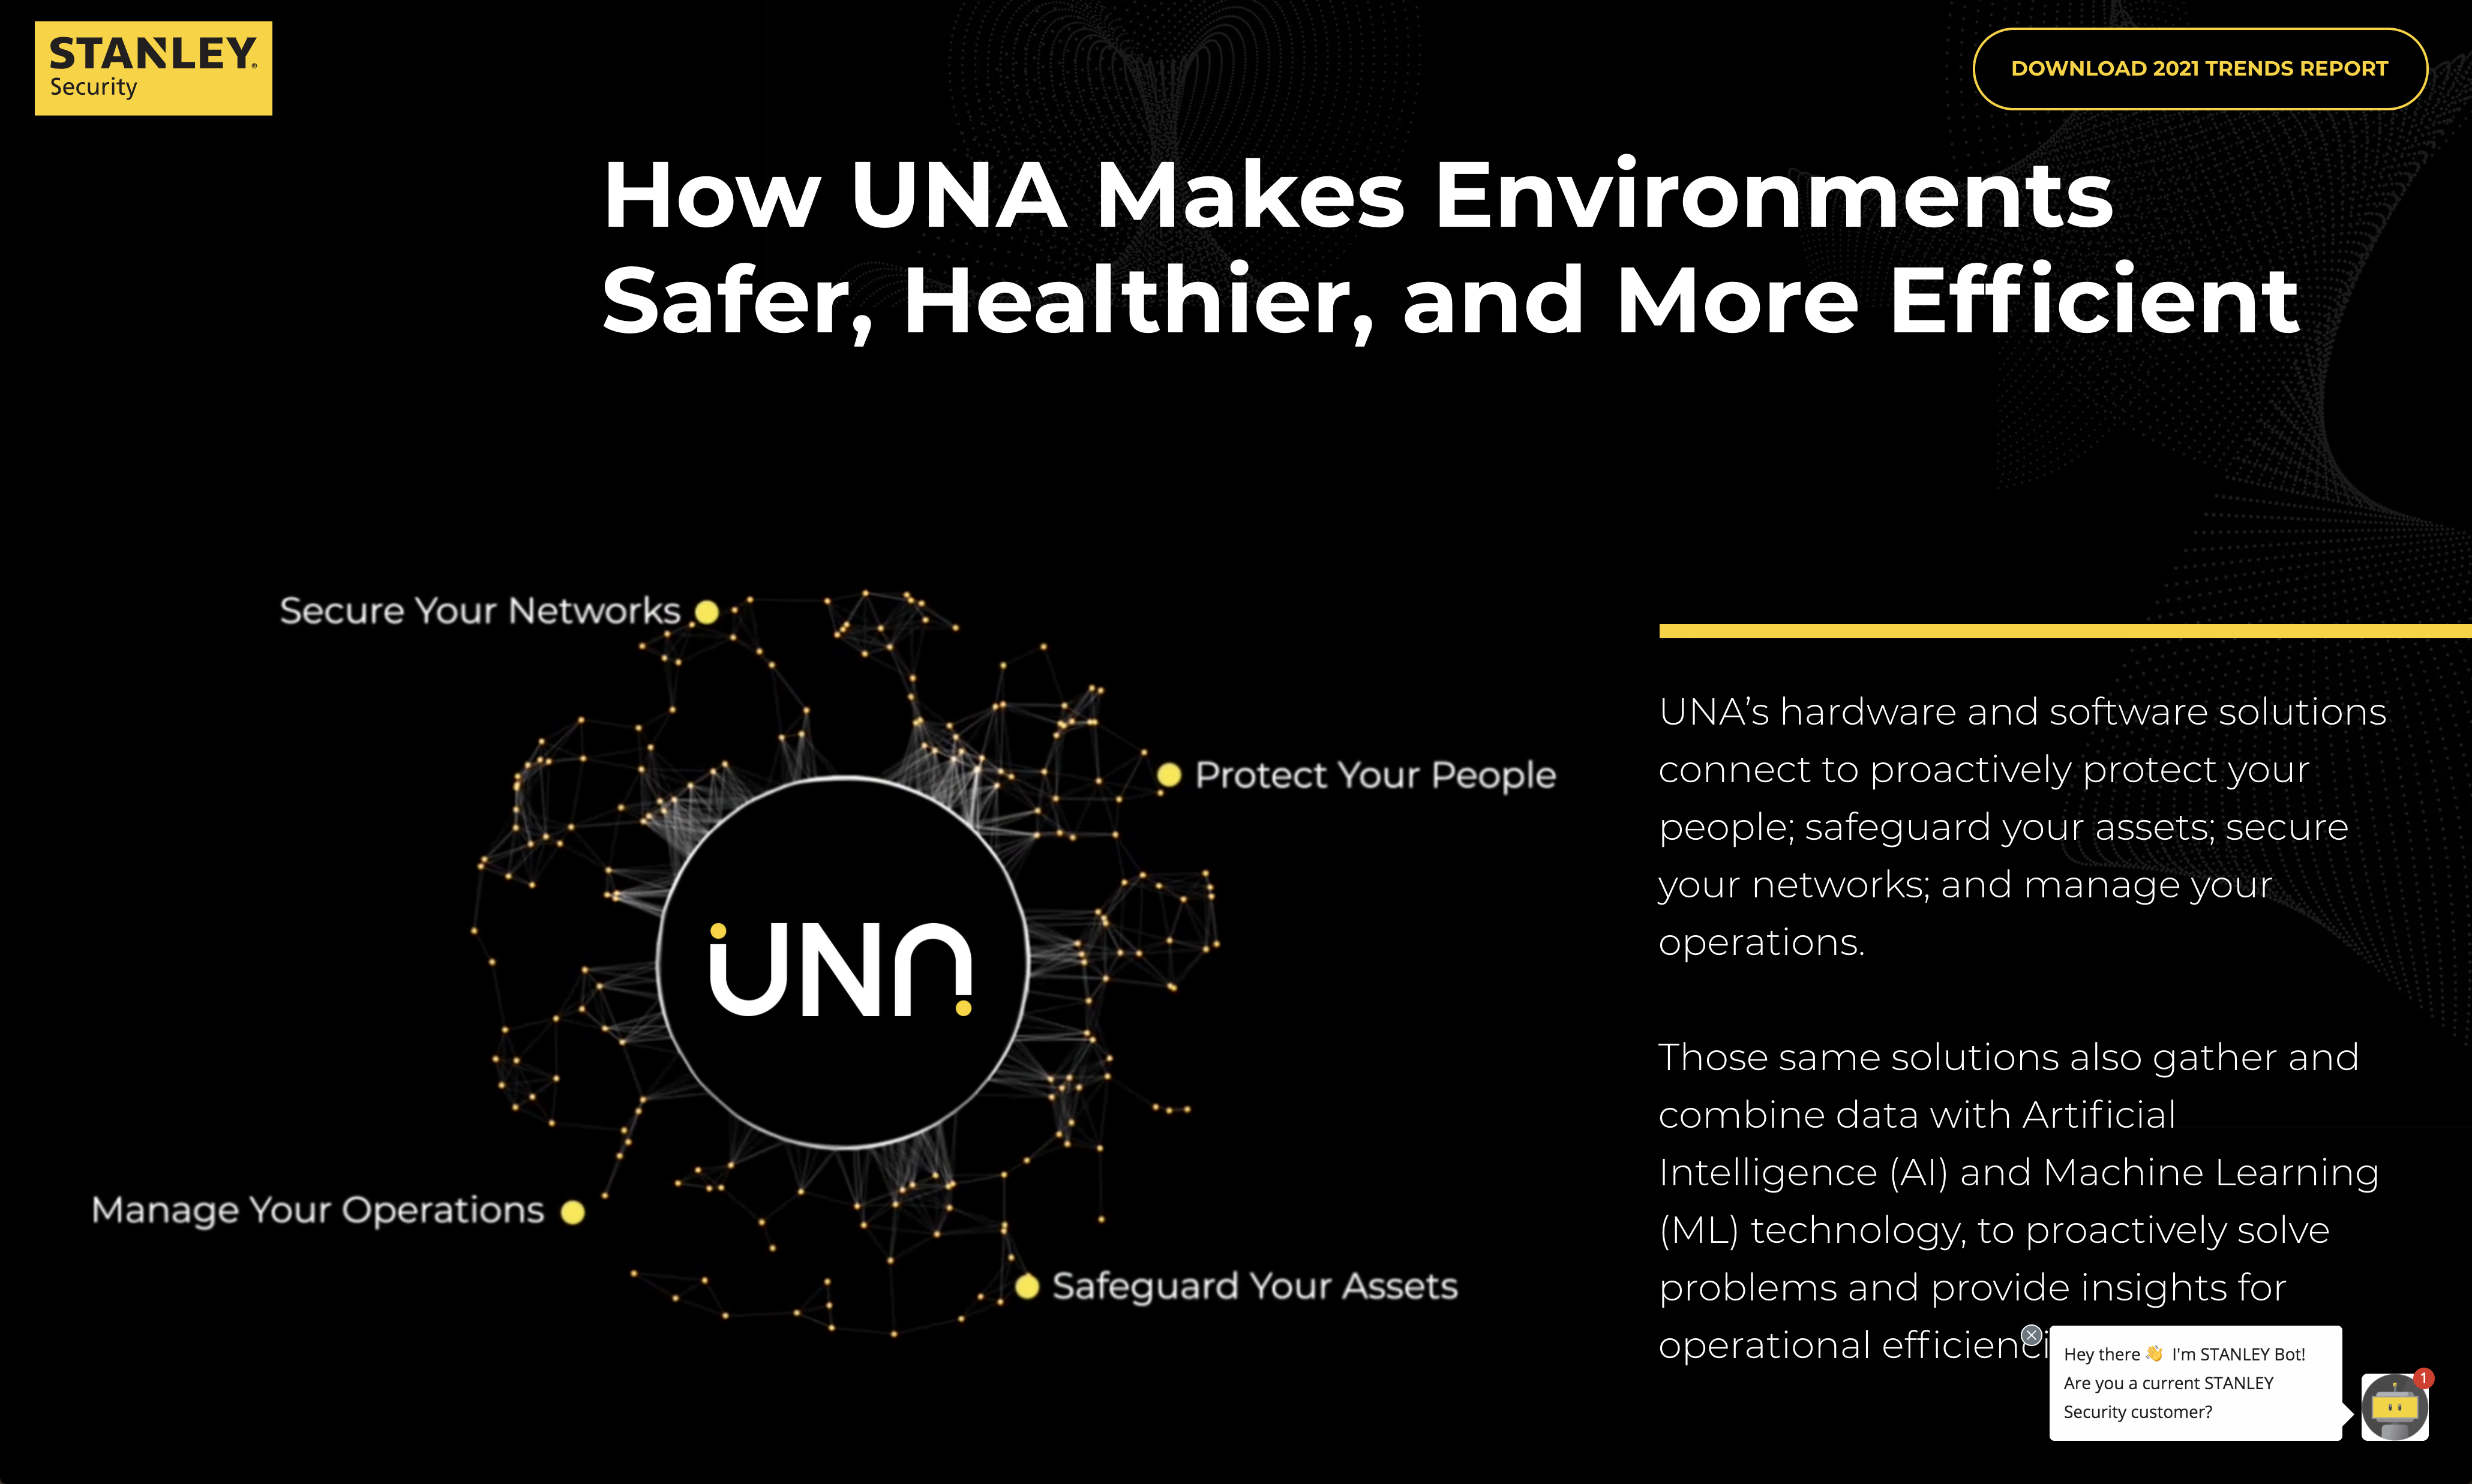 STANLEY®
Security
DOWNLOAD 2021 TRENDS REPORT
How UNA Makes Environments
Safer, Healthier, and More Efficient
Secure Your Networks
Protect Your People
UNA
Manage Your Operations
Safeguard Your Assets
UNA’s hardware and software solutions
connect to proactively protect your
people; safeguard your assets; secure
your networks; and manage your
operations.
Those same solutions also gather and
combine data with Artificial
Intelligence (AI) and Machine Learning
(ML) technology, to proactively solve
problems and provide insights for
operational
Hey there 👋 I'm STANLEY Bot!
Are you a current STANLEY
Security customer?
1